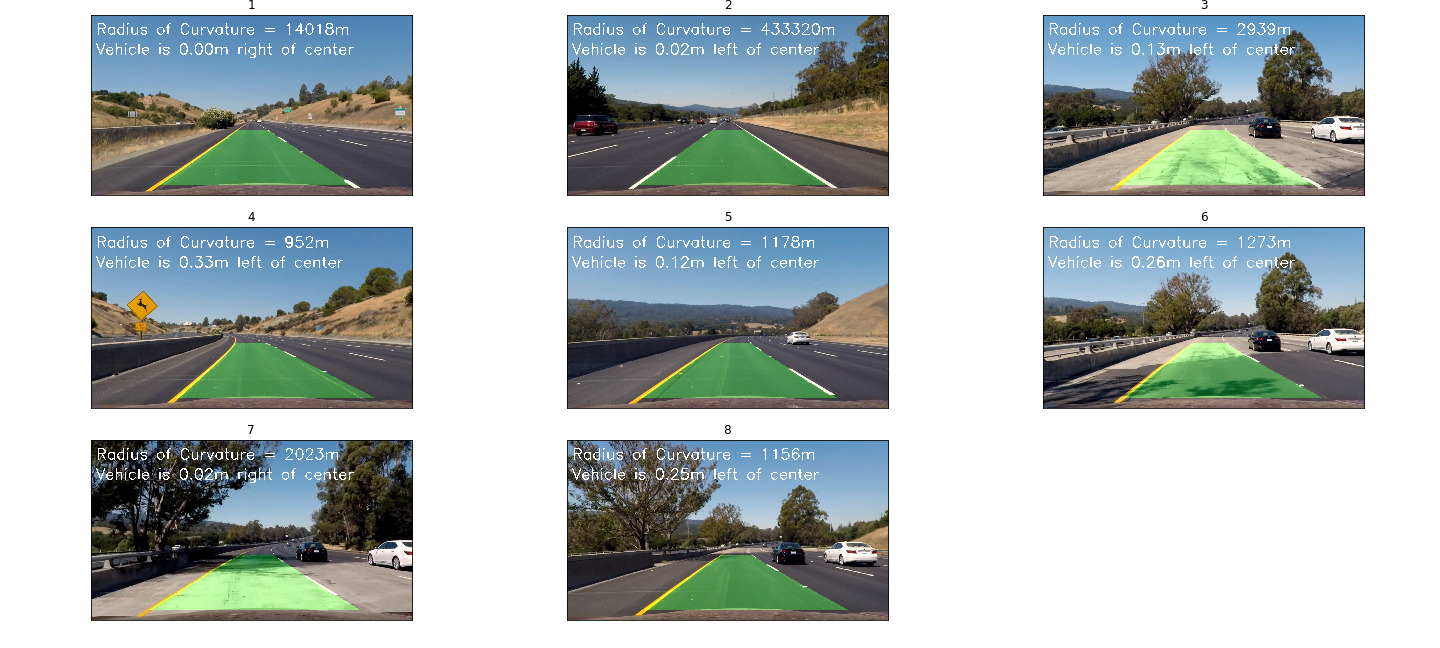 1
Radius of Curvature = 14018m
Vehicle is 0.00m right of center
2
Radius of Curvature = 433320m
Vehicle is 0.02m left of center
3
Radius of Curvature = 2939m
Vehicle is 0.13m left of center
4
Radius of Curvature = 952m
Vehicle is 0.33m left of center
5
Radius of Curvature = 1178m
Vehicle is 0.12m left of center
6
Radius of Curvature = 1273m
Vehicle is 0.26m left of center
7
Radius of Curvature = 2023m
Vehicle is 0.02m right of center
8
Radius of Curvature = 1156m
Vehicle is 0.25m left of center